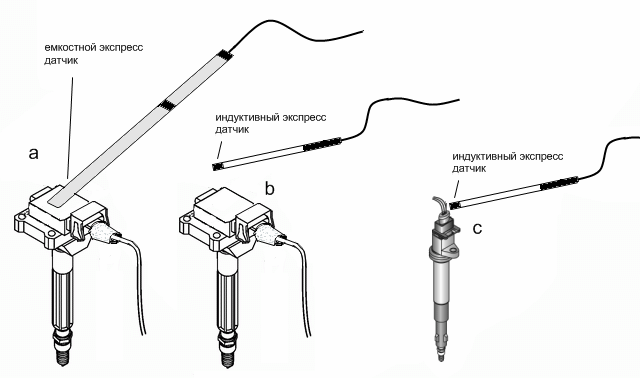 емкостной экспресс
датчик
индуктивный экспресс
датчик
индуктивный экспресс
датчик
a
b
c